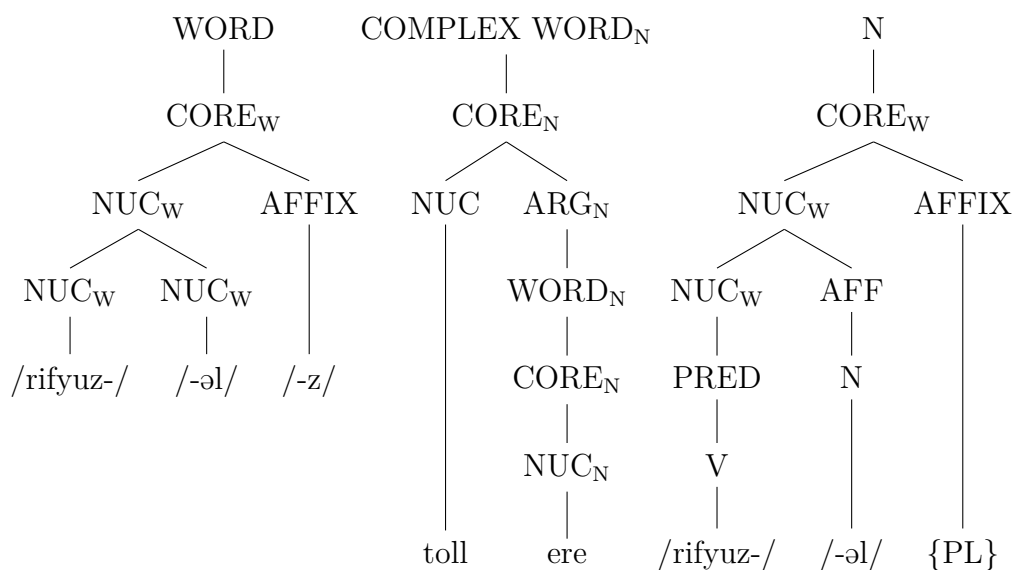 WORD COMPLEX WORD_N N
CORE_W CORE_N CORE_W
NUC_W AFFIX NUC ARG_N NUC_W AFFIX
NUC_W NUC_W WORD_N NUC_W AFF
/rifyuz-/ /-əl/ /-z/ CORE_N PRED N
NUC_N V
toll ere /rifyuz-/ /-əl/ {PL}